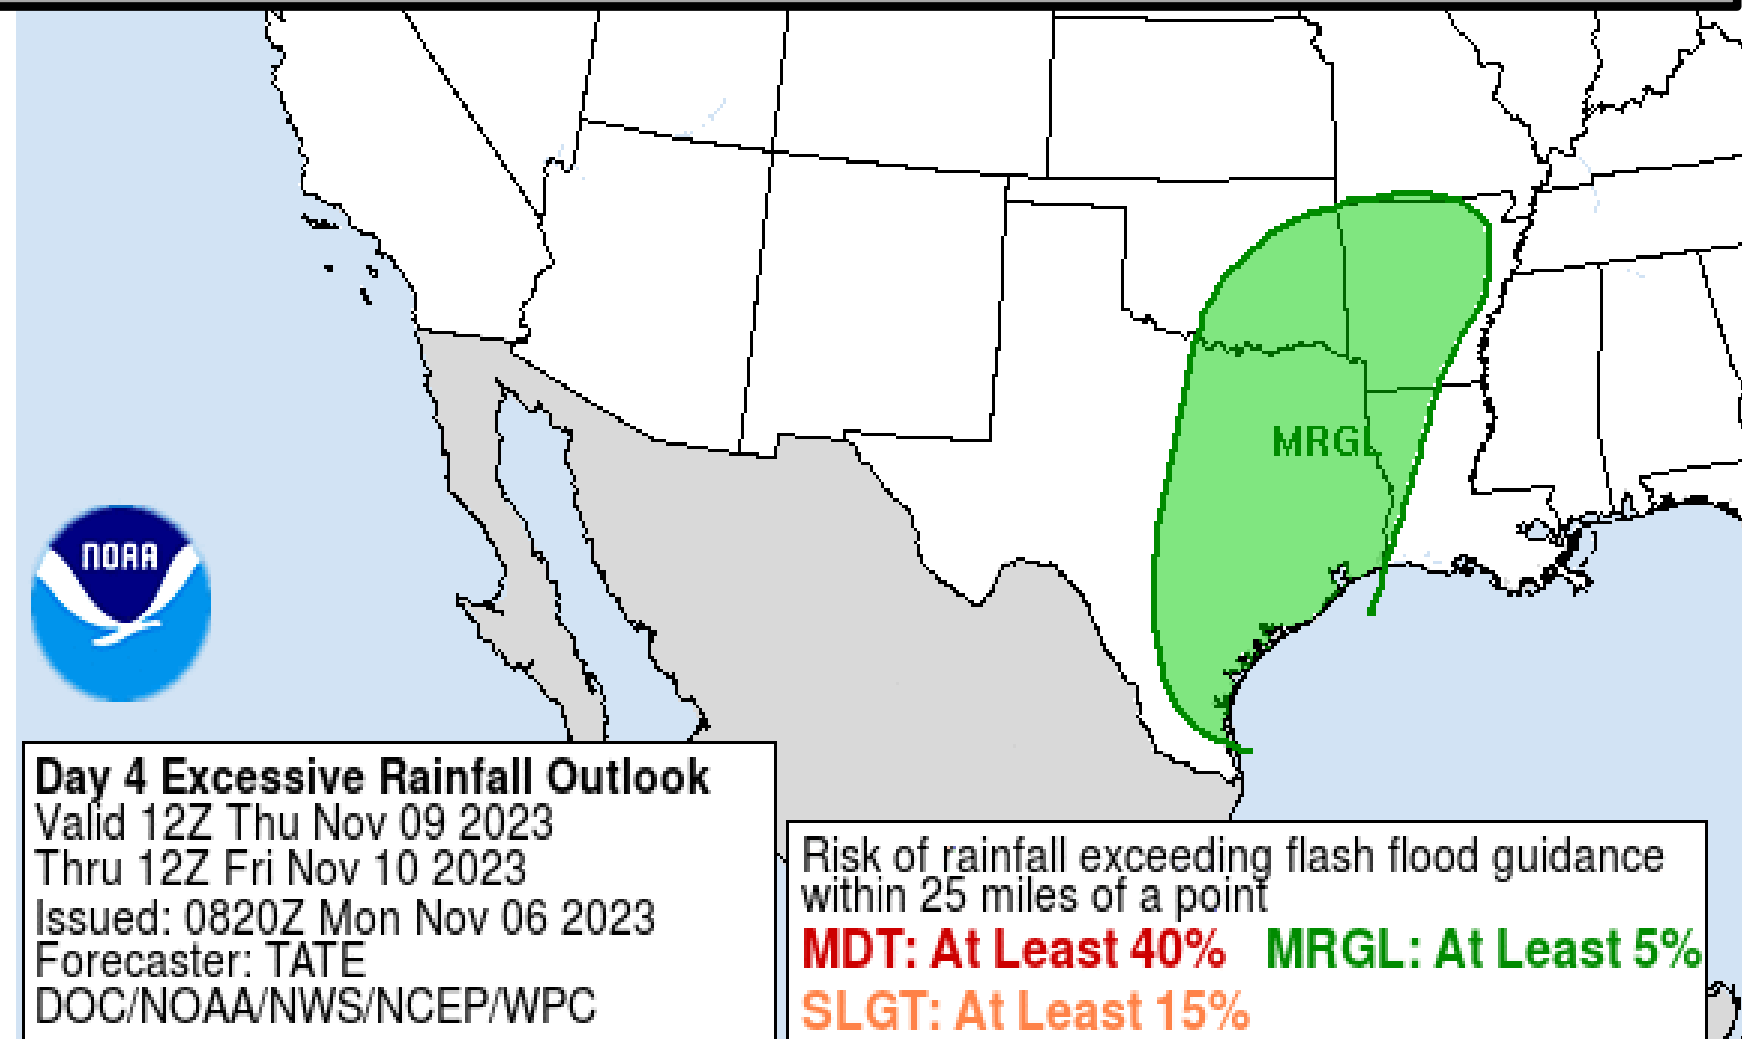 MRGL
NOAA
Day 4 Excessive Rainfall Outlook
Valid 12Z Thu Nov 09 2023
Thru 12Z Fri Nov 10 2023
Issued: 0820Z Mon Nov 06 2023
Forecaster: TATE
DOC/NOAA/NWS/NCEP/WPC
Risk of rainfall exceeding flash flood guidance
within 25 miles of a point
MDT: At Least 40% MRGL: At Least 5%
SLGT: At Least 15%